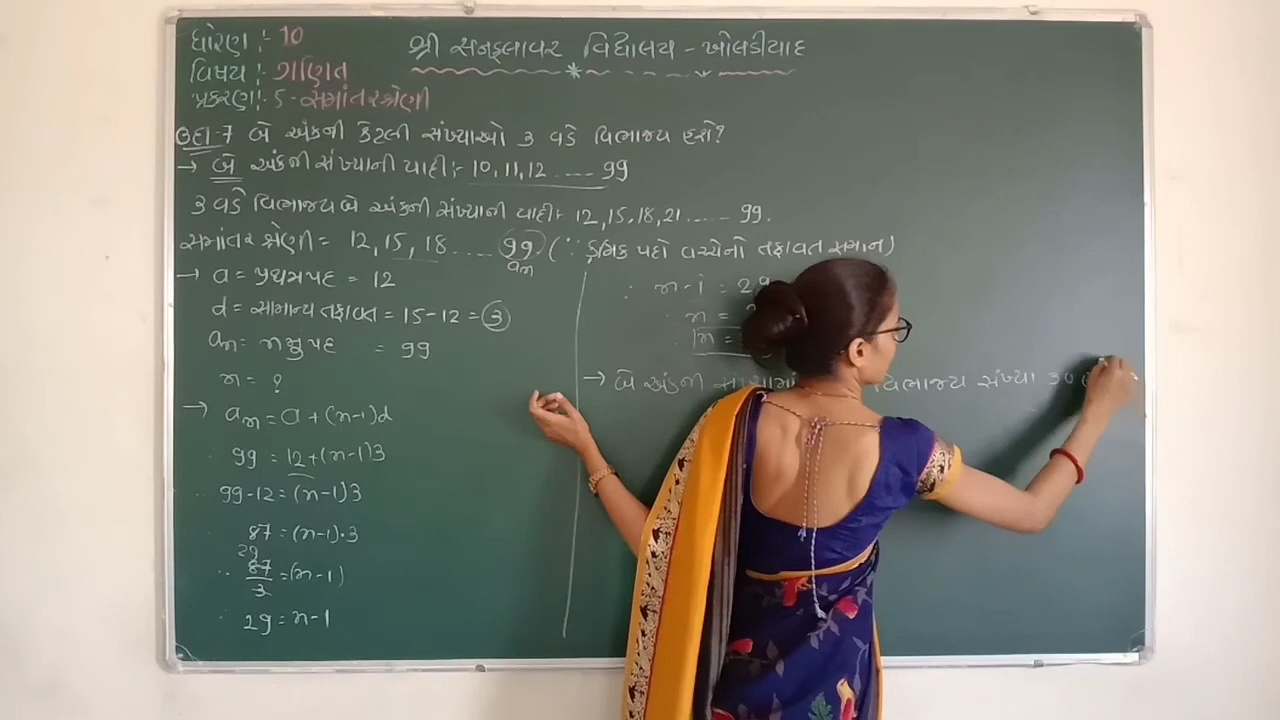 ધોરણ :- 10
શ્રી સનફ્લાવર વિદ્યાલય - ખોલડીયાદ
વિષય :- ગણિત
પ્રકરણ :- 5 - સમાંતર શ્રેણી
ઉદા-7 બે અંકની કેટલી સંખ્યાઓ 3 વડે વિભાજ્ય હશે?
→ બે અંકની સંખ્યાની યાદી :- 10, 11, 12 ..... 99
3 વડે વિભાજ્ય બે અંકની સંખ્યાની યાદી :- 12, 15, 18, 21 ..... 99.
સમાંતર શ્રેણી = 12, 15, 18 ..... 99 (∵ ક્રમિક પદો વચ્ચેનો તફાવત સમાન)
an
→ a = પ્રથમ પદ = 12
d = સામાન્ય તફાવત = 15 - 12 = 3
an = n મું પદ = 99
n = ?
→ an = a + (n-1)d
∴ 99 = 12 + (n-1)3
∴ 99 - 12 = (n-1)3
87 = (n-1)·3
29
∴ 87/3 = (n-1)
∴ 29 = n-1
∴ n-1 = 29
∴ n =
∴ n =
→ બે અંકની વિભાજ્ય સંખ્યા 30